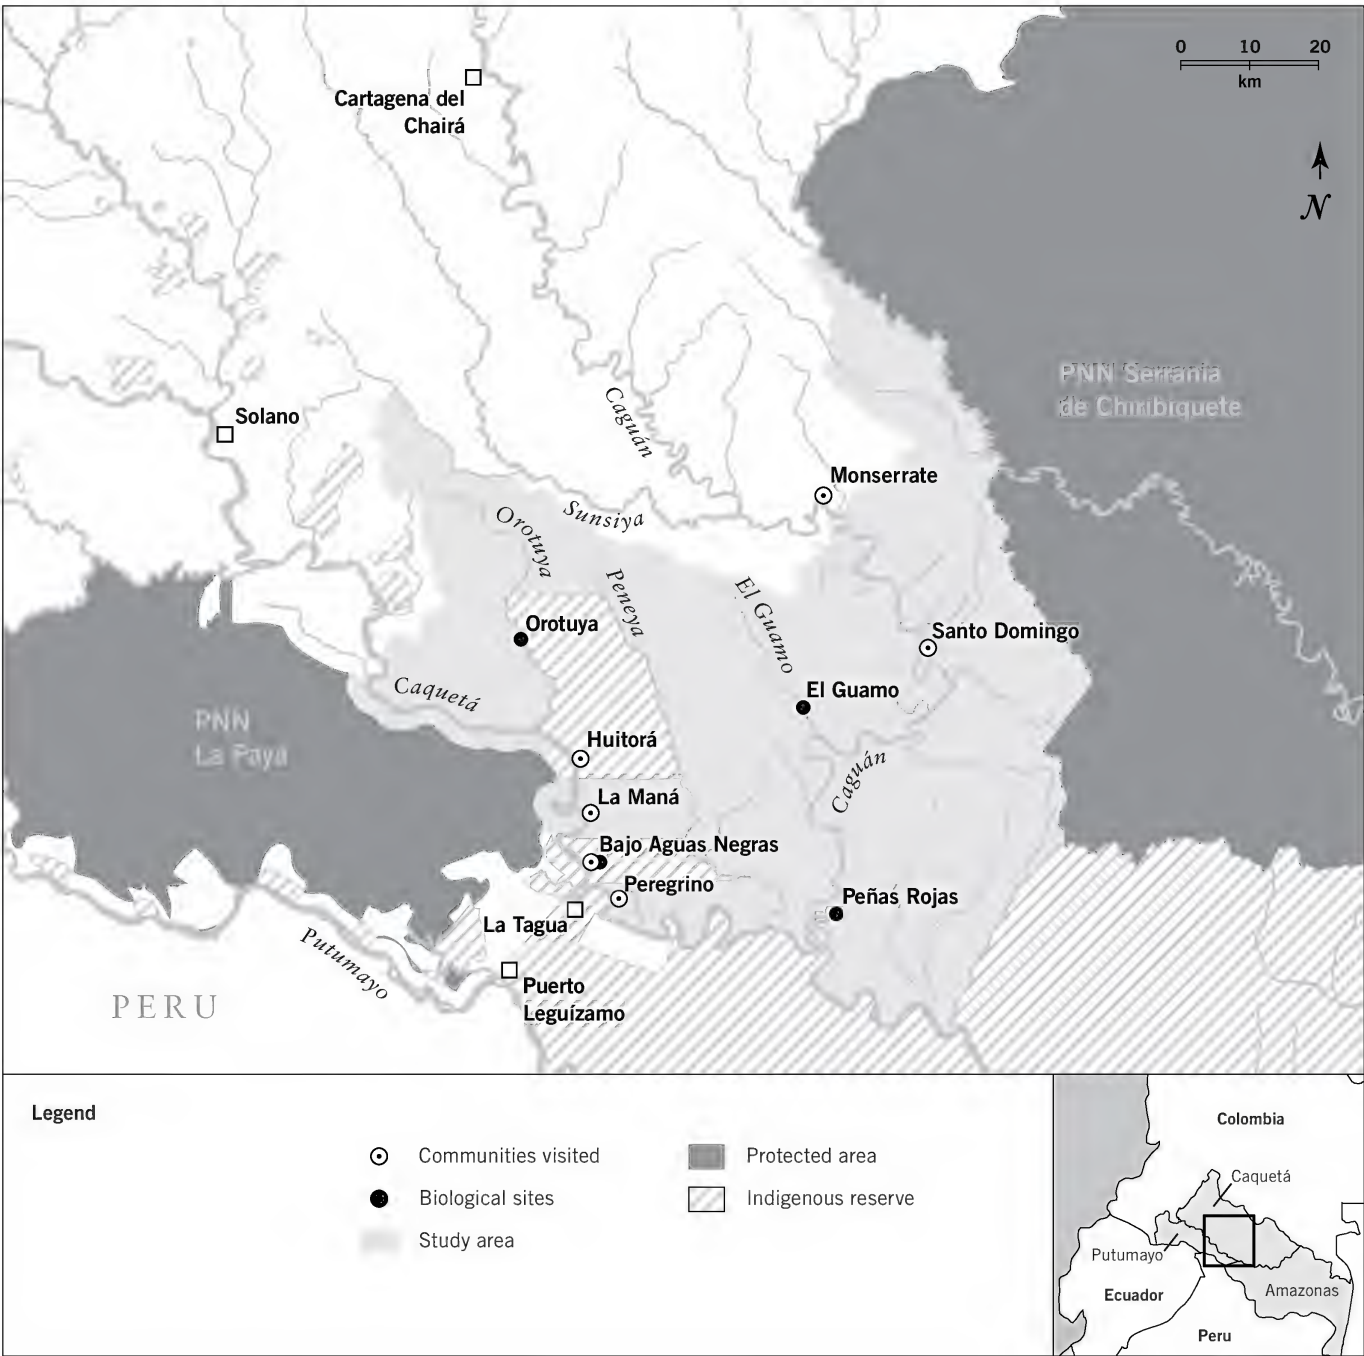 0 10 20
km
Cartagena del
Chairá
N
PNN Serrania
de Chiribiquete
Caguán
Solano
Monserrate
Sunsiya
Orotuya
Peneya
El Guamo
Orotuya
Santo Domingo
Caquetá
El Guamo
PNN
La Paya
Huitorá
Caguán
La Maná
Bajo Aguas Negras
Peregrino
Peñas Rojas
La Tagua
Putumayo
Puerto
Leguízamo
PERU
Legend
Communities visited
Biological sites
Study area
Protected area
Indigenous reserve
Colombia
Caquetá
Putumayo
Ecuador
Amazonas
Peru